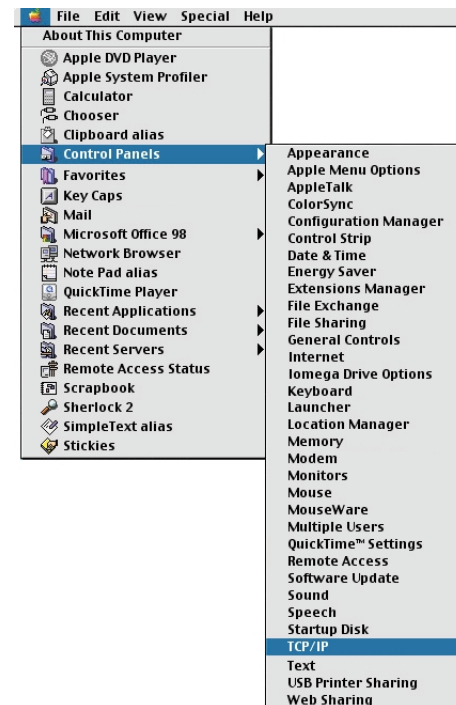 File Edit View Special Help
About This Computer
Apple DVD Player
Apple System Profiler
Calculator
Chooser
Clipboard alias
Control Panels
Favorites
Key Caps
Mail
Microsoft Office 98
Network Browser
Note Pad alias
QuickTime Player
Recent Applications
Recent Documents
Recent Servers
Remote Access Status
Scrapbook
Sherlock 2
SimpleText alias
Stickies
Appearance
Apple Menu Options
AppleTalk
ColorSync
Configuration Manager
Control Strip
Date & Time
Energy Saver
Extensions Manager
File Exchange
File Sharing
General Controls
Internet
Iomega Drive Options
Keyboard
Launcher
Location Manager
Memory
Modem
Monitors
Mouse
MouseWare
Multiple Users
QuickTime™ Settings
Remote Access
Software Update
Sound
Speech
Startup Disk
TCP/IP
Text
USB Printer Sharing
Web Sharing